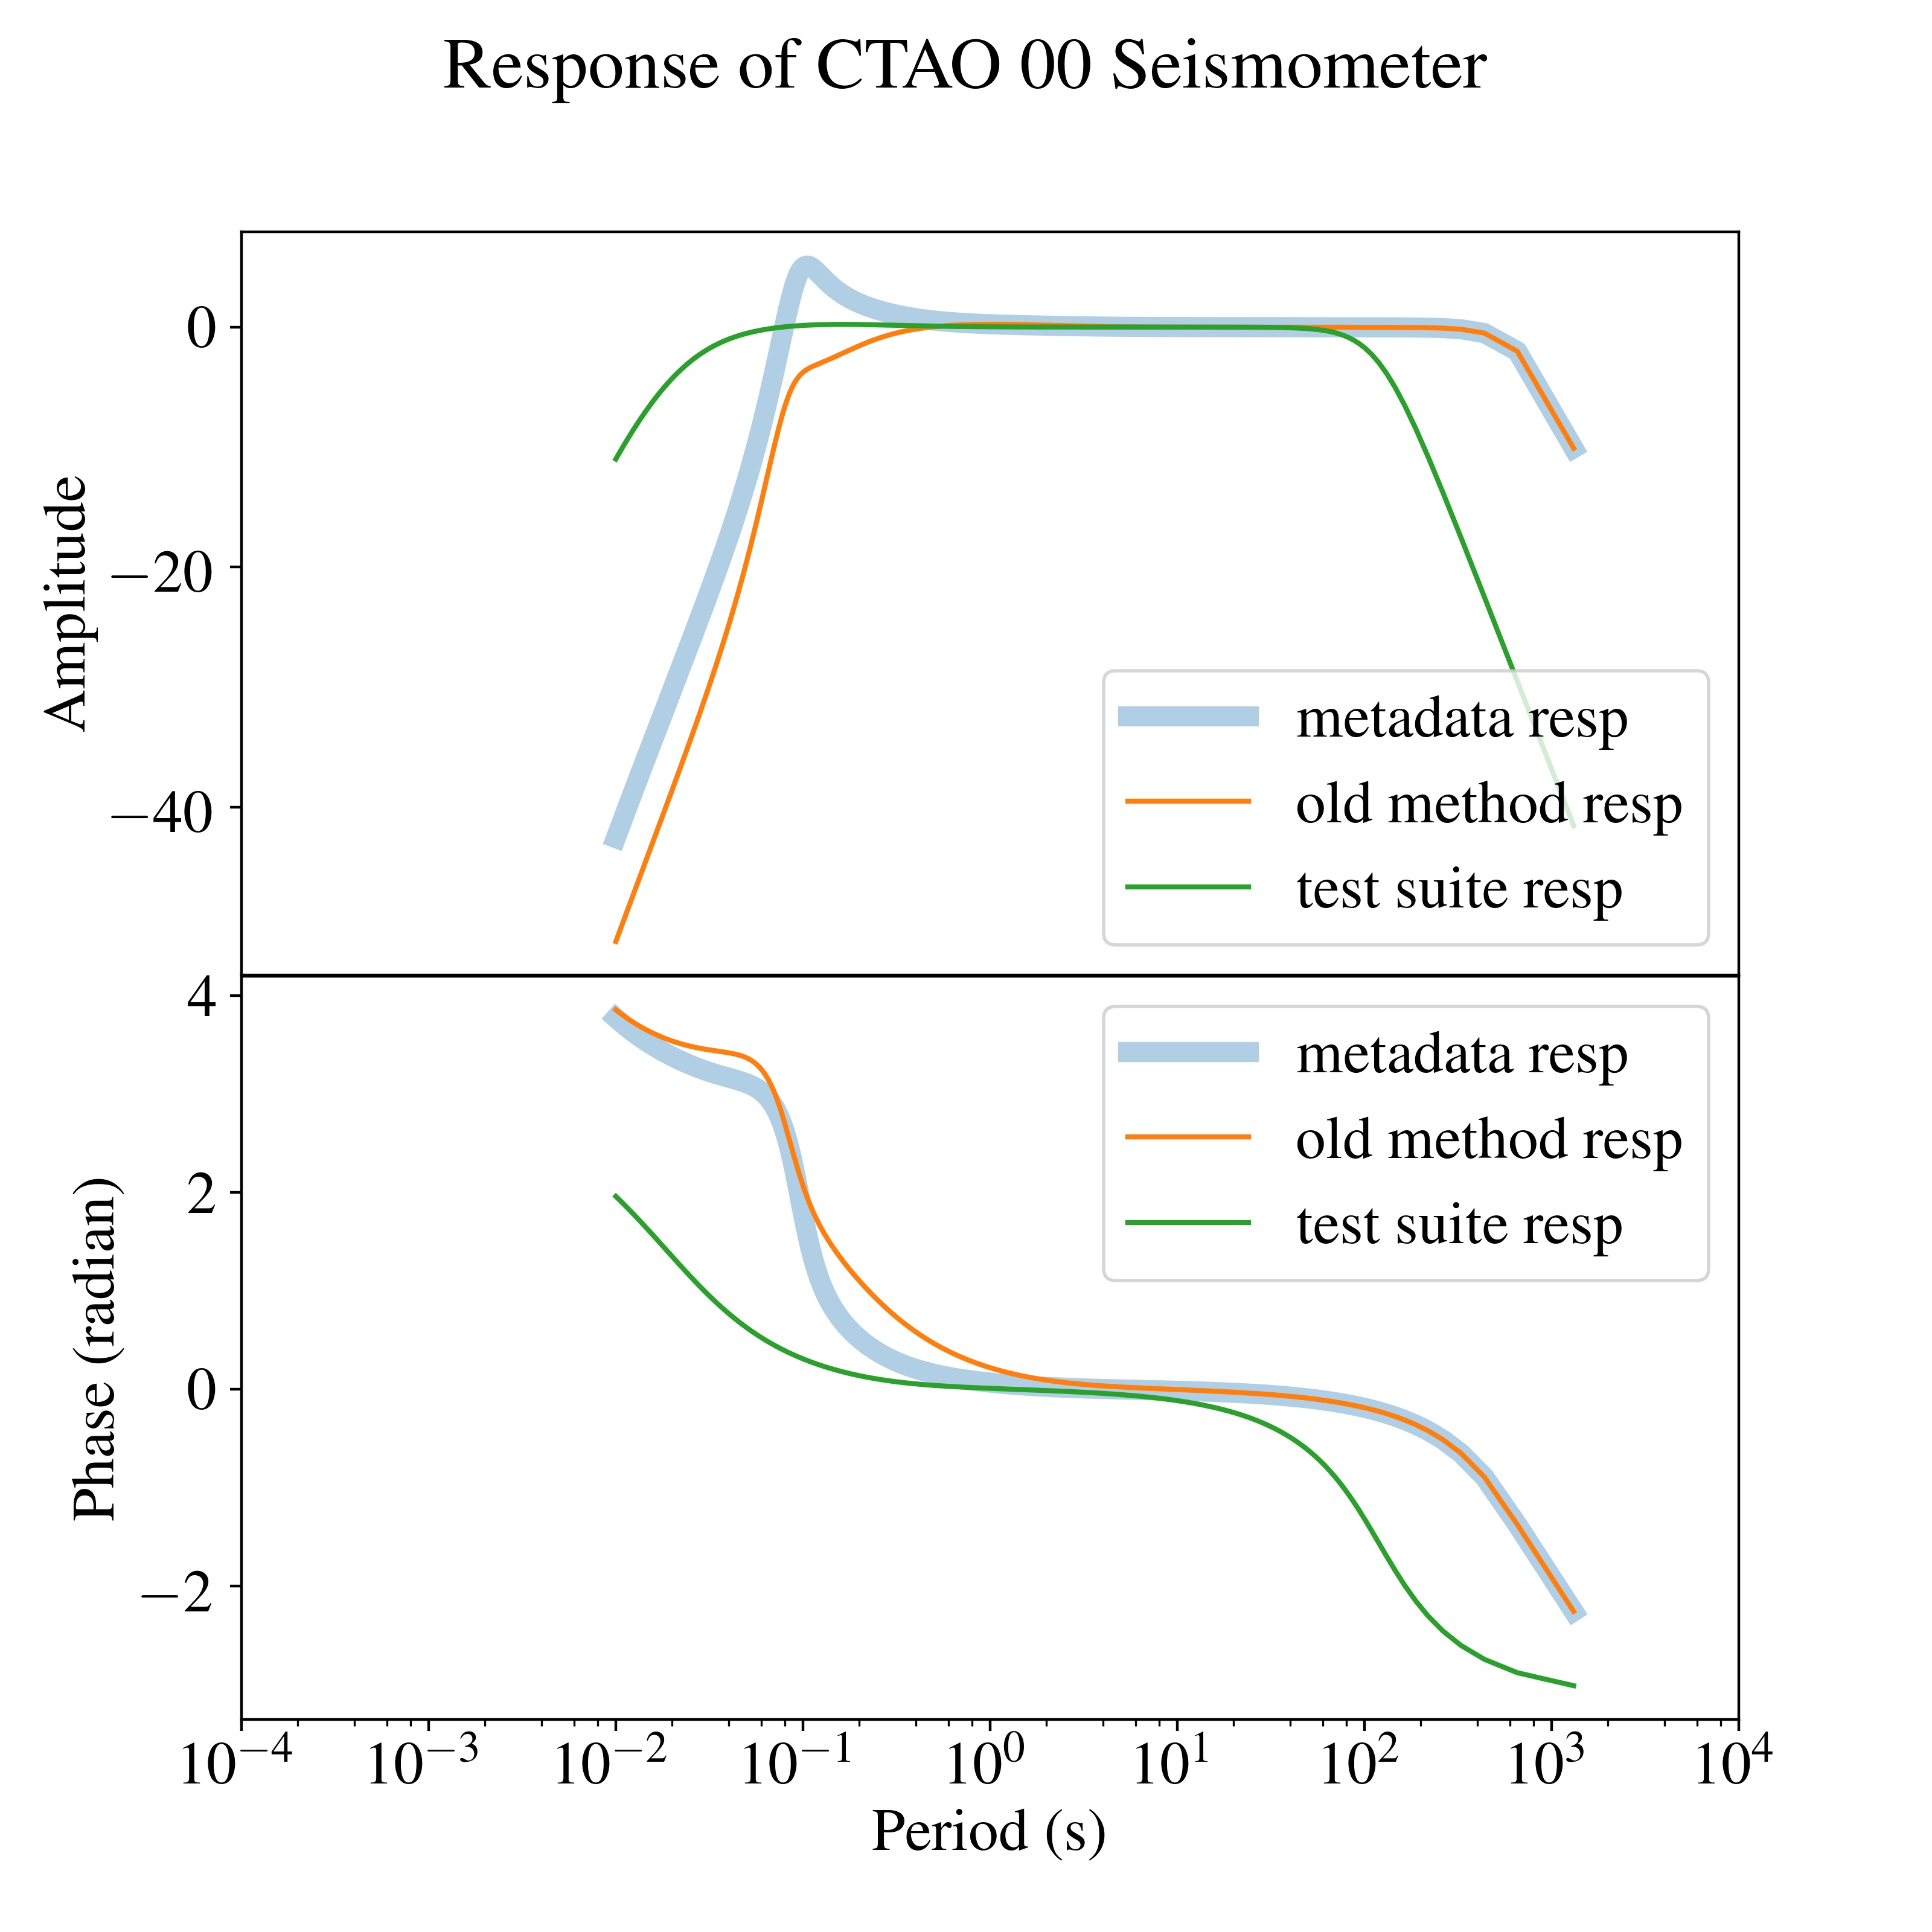 Response of CTAO 00 Seismometer
Amplitude
0
−20
−40
metadata resp
old method resp
test suite resp
Phase (radian)
4
2
0
−2
metadata resp
old method resp
test suite resp
10⁻⁴ 10⁻³ 10⁻² 10⁻¹ 10⁰ 10¹ 10² 10³ 10⁴
Period (s)